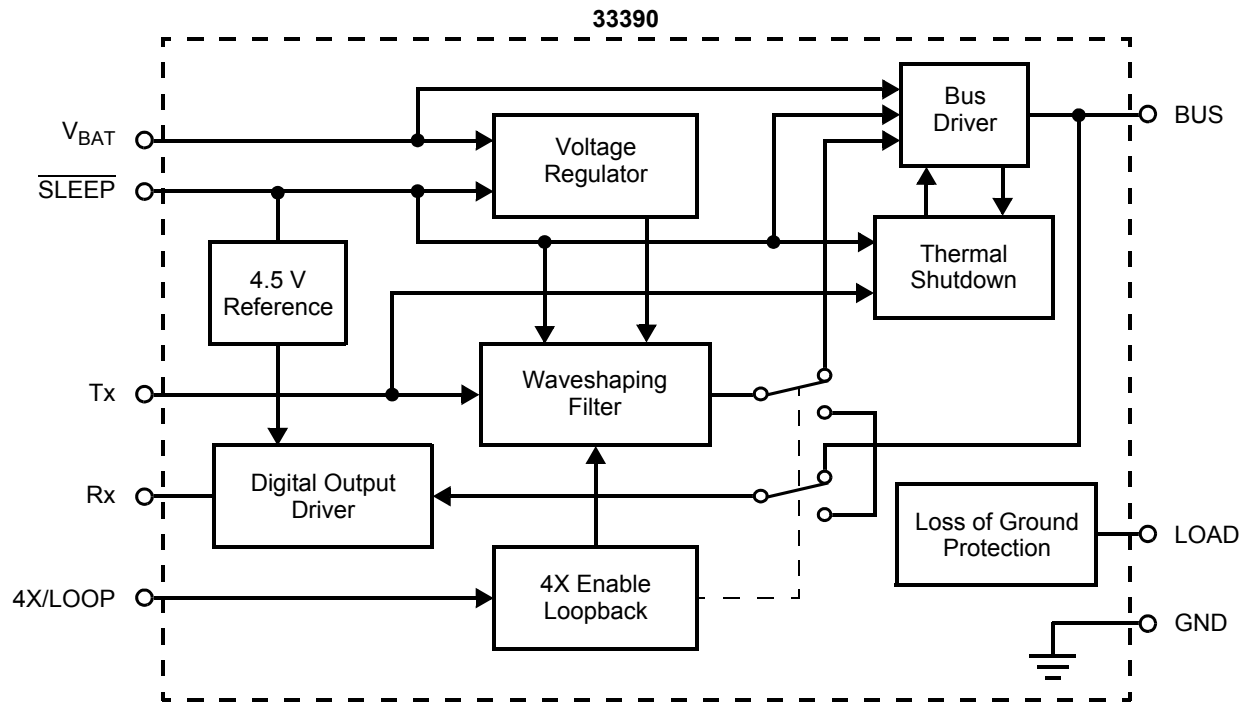 33390
V_BAT
SLEEP
Tx
Rx
4X/LOOP
Voltage
Regulator
4.5 V
Reference
Waveshaping
Filter
Digital Output
Driver
4X Enable
Loopback
Bus
Driver
Thermal
Shutdown
Loss of Ground
Protection
BUS
LOAD
GND